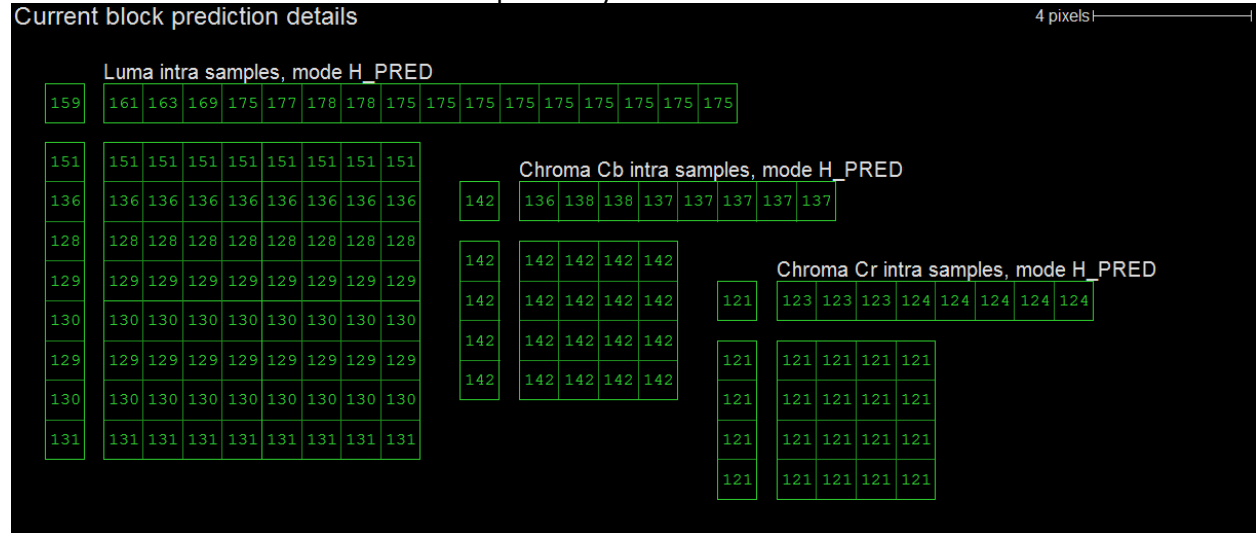 Current block prediction details
4 pixels
Luma intra samples, mode H_PRED
159 161 163 169 175 177 178 178 175 175 175 175 175 175 175 175 175
151 151 151 151 151 151 151 151 151
136 136 136 136 136 136 136 136 136
128 128 128 128 128 128 128 128 128
129 129 129 129 129 129 129 129 129
130 130 130 130 130 130 130 130 130
129 129 129 129 129 129 129 129 129
130 130 130 130 130 130 130 130 130
131 131 131 131 131 131 131 131 131
Chroma Cb intra samples, mode H_PRED
142 136 138 138 137 137 137 137 137
142 142 142 142 142
142 142 142 142 142
142 142 142 142 142
142 142 142 142 142
Chroma Cr intra samples, mode H_PRED
121 123 123 123 124 124 124 124 124
121 121 121 121 121
121 121 121 121 121
121 121 121 121 121
121 121 121 121 121